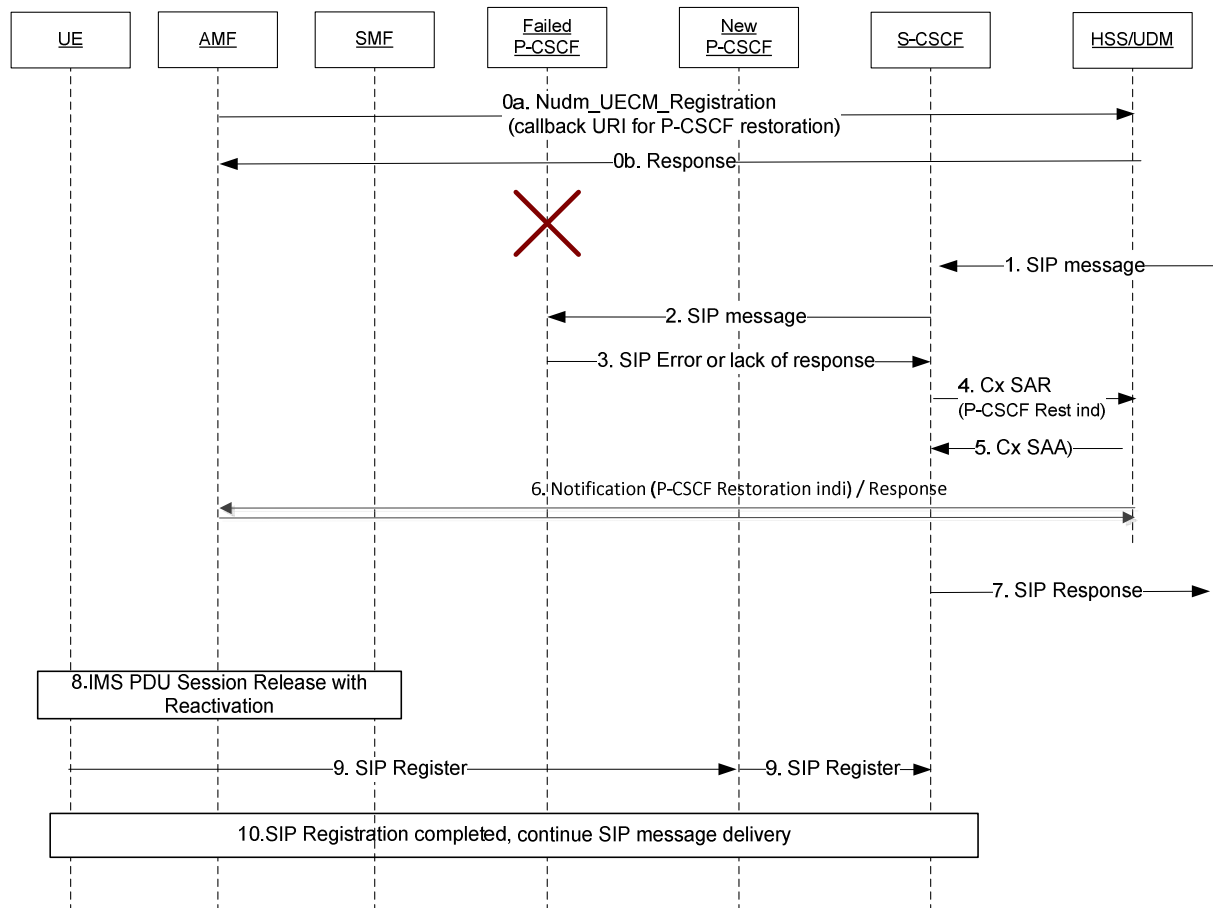 UE
AMF
SMF
Failed
P-CSCF
New
P-CSCF
S-CSCF
HSS/UDM
0a. Nudm_UECM_Registration
(callback URI for P-CSCF restoration)
0b. Response
1. SIP message
2. SIP message
3. SIP Error or lack of response
4. Cx SAR
(P-CSCF Rest ind)
5. Cx SAA)
6. Notification (P-CSCF Restoration indi) / Response
7. SIP Response
8.IMS PDU Session Release with
Reactivation
9. SIP Register
9. SIP Register
10.SIP Registration completed, continue SIP message delivery